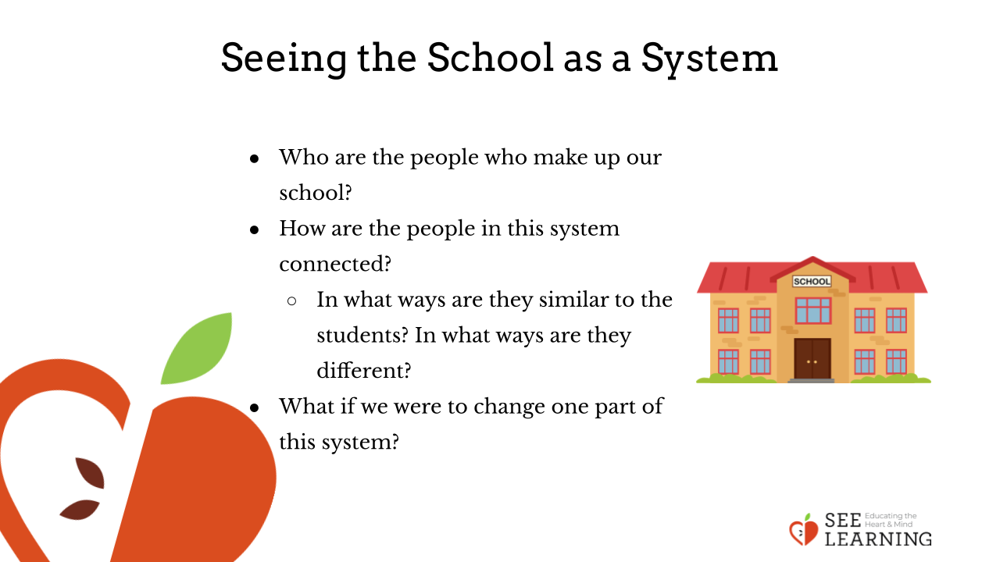 Seeing the School as a System
● Who are the people who make up our
school?
● How are the people in this system
connected?
○ In what ways are they similar to the
students? In what ways are they
different?
● What if we were to change one part of
this system?
SCHOOL
SEE Educating the
Heart & Mind
LEARNING